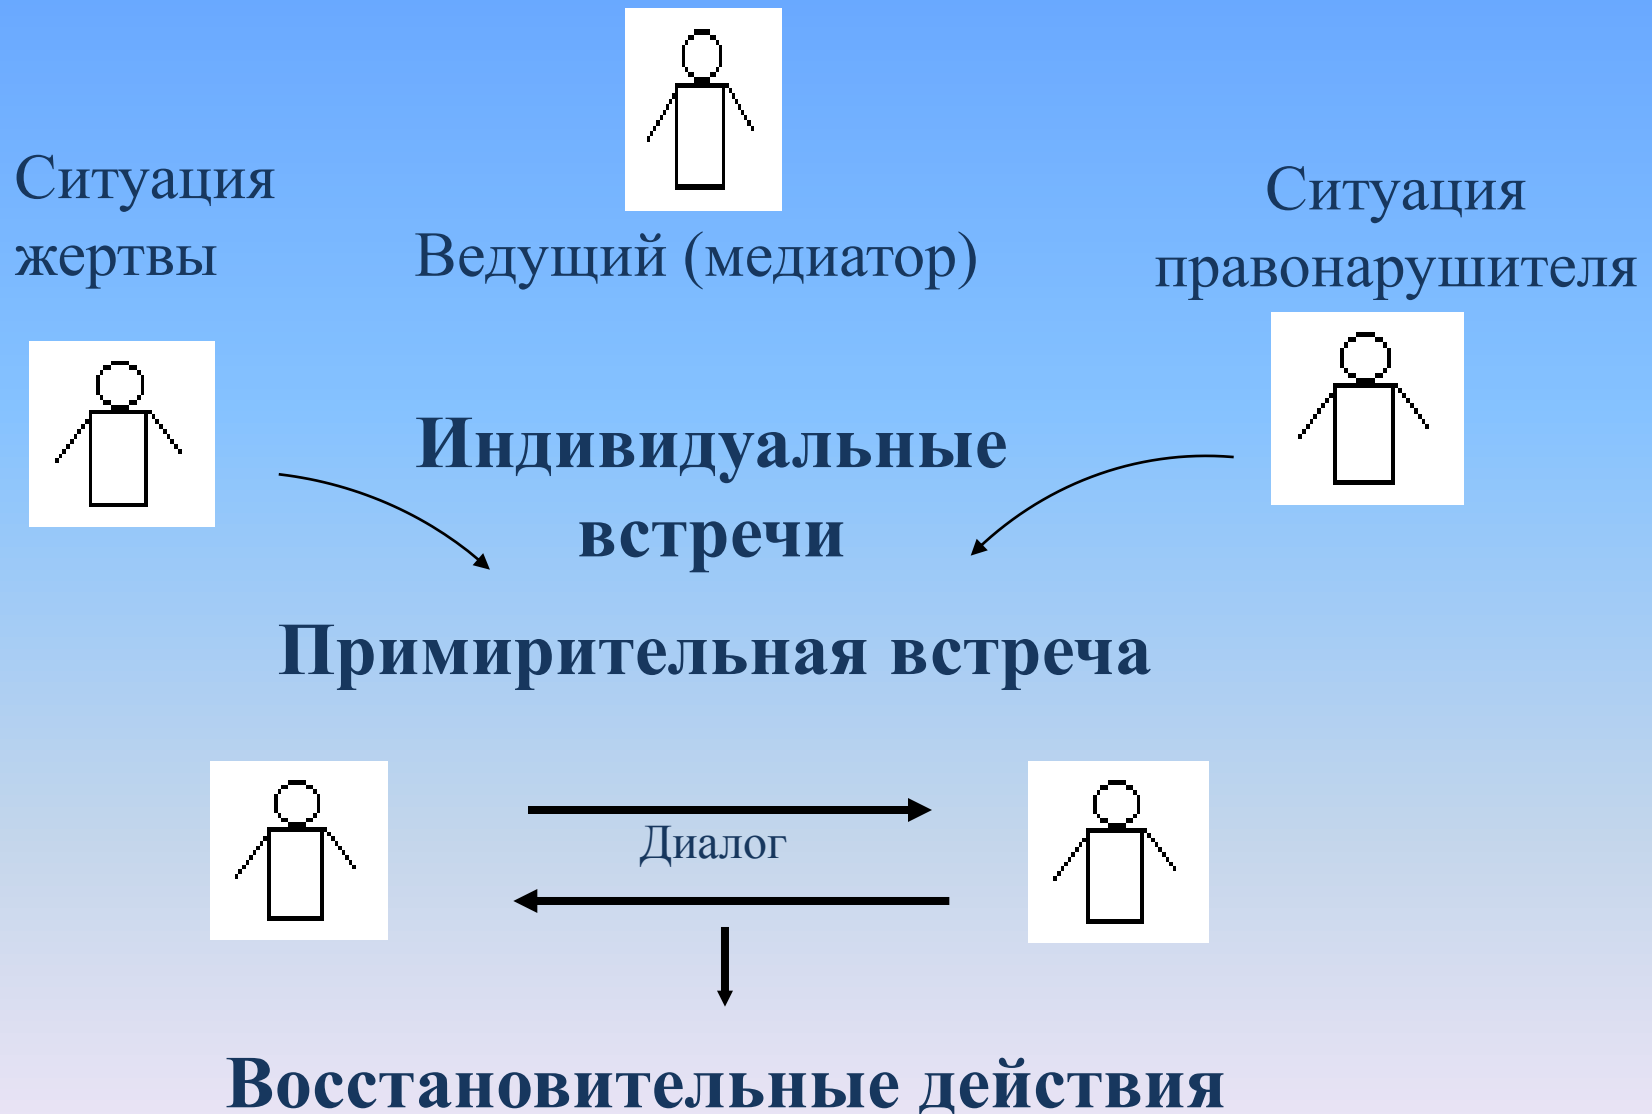 Ситуация
жертвы
Ведущий (медиатор)
Ситуация
правонарушителя
Индивидуальные
встречи
Примирительная встреча
Диалог
Восстановительные действия